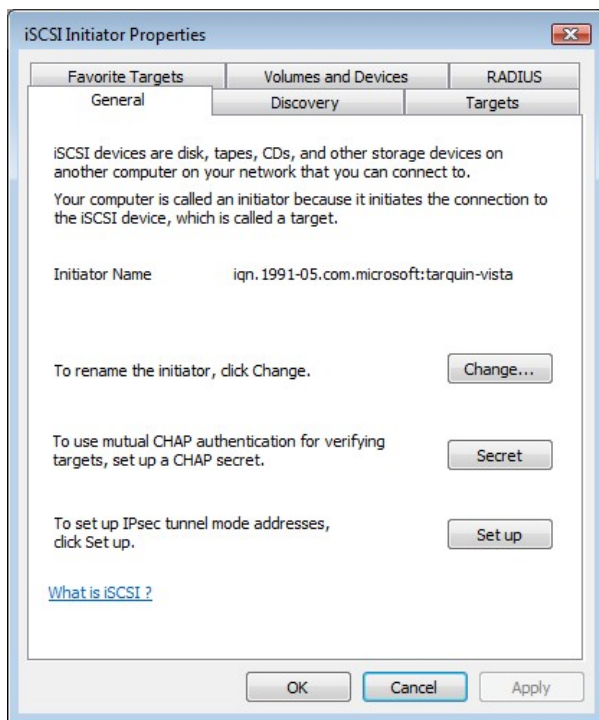 iSCSI Initiator Properties
Favorite Targets Volumes and Devices RADIUS
General Discovery Targets
iSCSI devices are disk, tapes, CDs, and other storage devices on
another computer on your network that you can connect to.
Your computer is called an initiator because it initiates the connection to
the iSCSI device, which is called a target.
Initiator Name iqn.1991-05.com.microsoft:tarquin-vista
To rename the initiator, click Change. Change...
To use mutual CHAP authentication for verifying
targets, set up a CHAP secret. Secret
To set up IPsec tunnel mode addresses,
click Set up. Set up
What is iSCSI ?
OK Cancel Apply